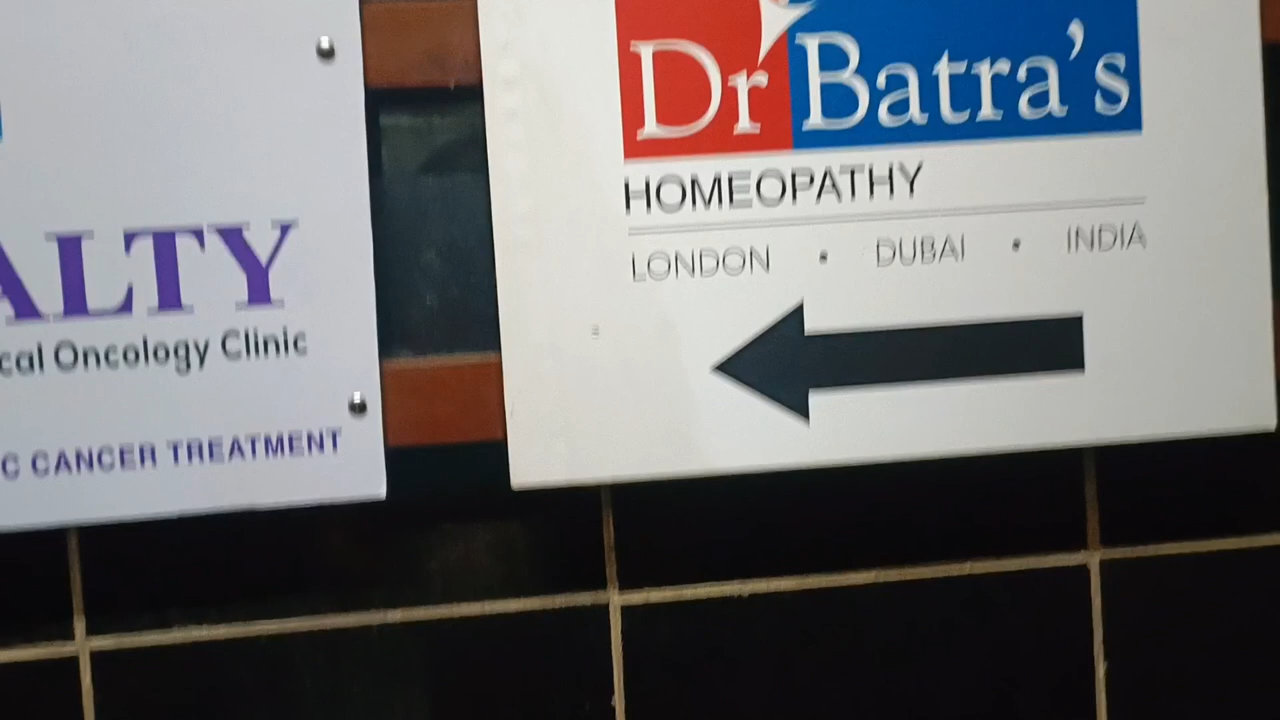 ALTY
cal Oncology Clinic
C CANCER TREATMENT
Dr Batra's
HOMEOPATHY
LONDON • DUBAI • INDIA